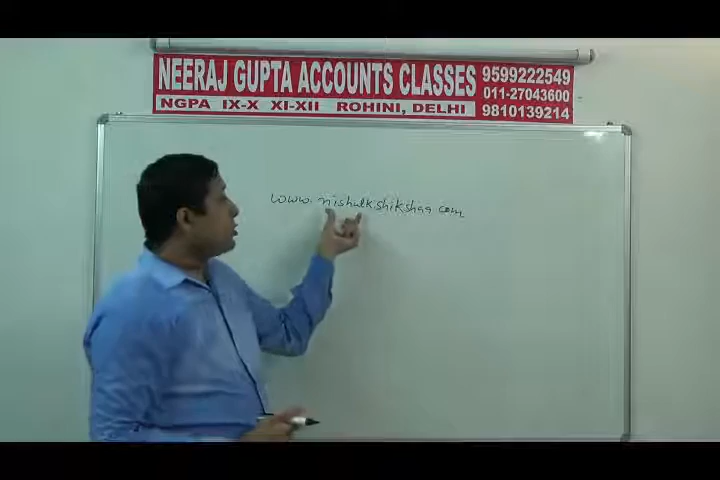 NEERAJ GUPTA ACCOUNTS CLASSES
NGPA IX-X XI-XII ROHINI, DELHI
9599222549
011-27043600
9810139214
www.nishulkshikshaa.com